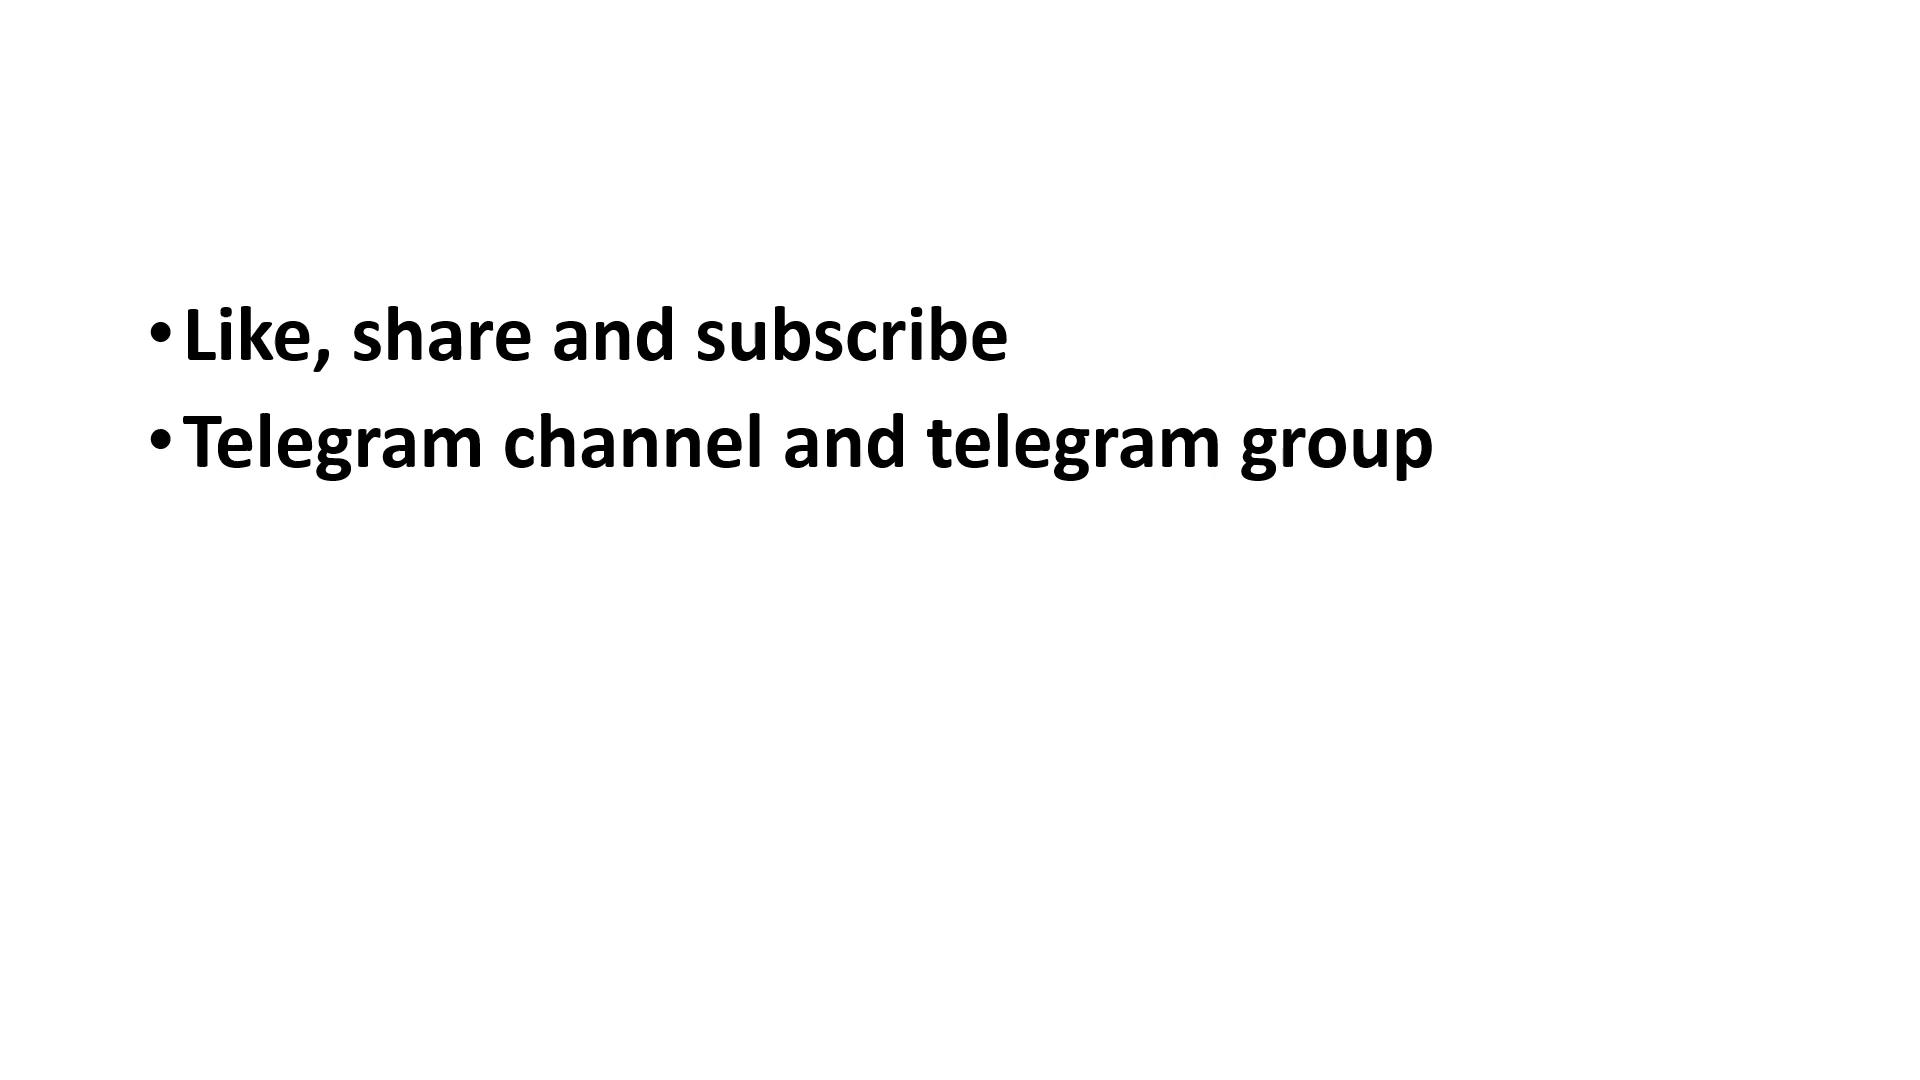 •Like, share and subscribe
•Telegram channel and telegram group